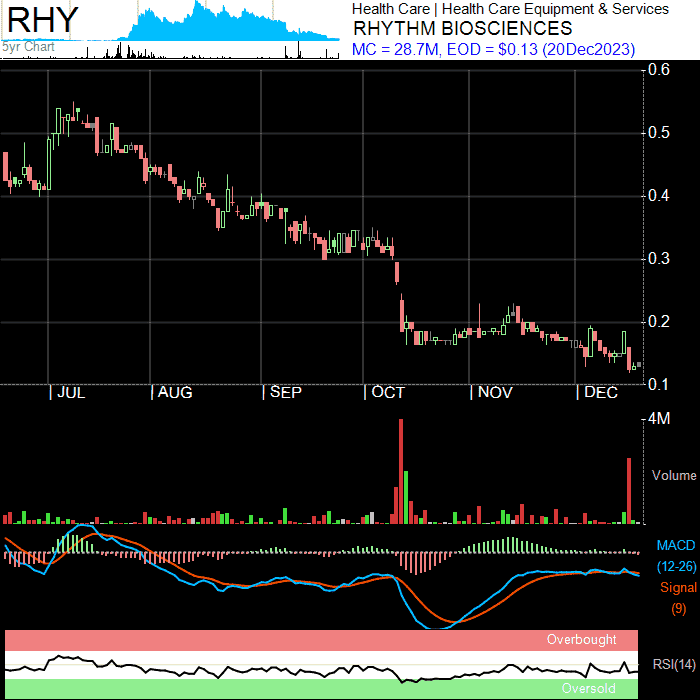 RHY
5yr Chart
Health Care | Health Care Equipment & Services
RHYTHM BIOSCIENCES
MC = 28.7M, EOD = $0.13 (20Dec2023)
0.6
0.5
0.4
0.3
0.2
0.1
| JUL | AUG | SEP | OCT | NOV | DEC
4M
Volume
MACD
(12-26)
Signal
(9)
Overbought
RSI(14)
Oversold